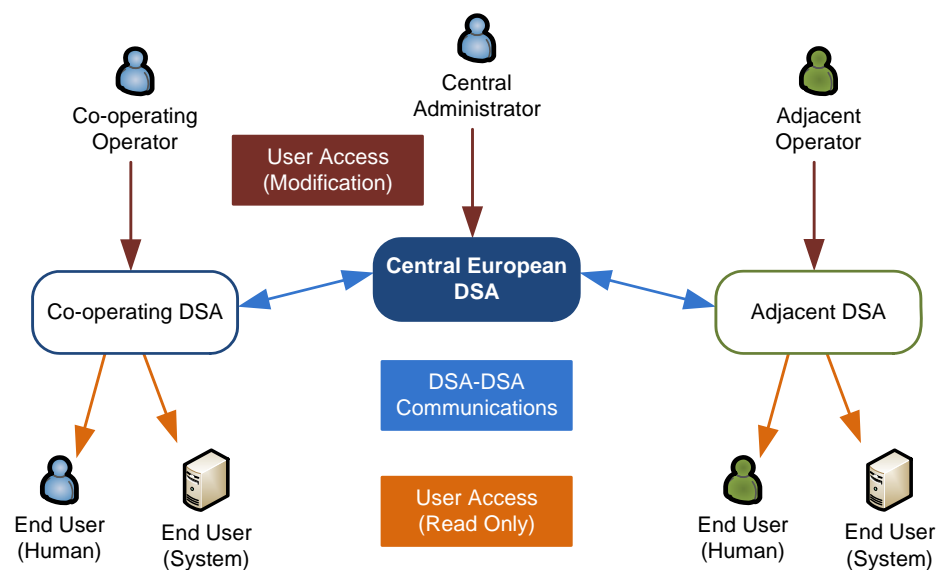 Central
Administrator
Co-operating
Operator
Adjacent
Operator
User Access
(Modification)
Central European
DSA
Co-operating DSA
Adjacent DSA
DSA-DSA
Communications
User Access
(Read Only)
End User
(Human)
End User
(System)
End User
(Human)
End User
(System)